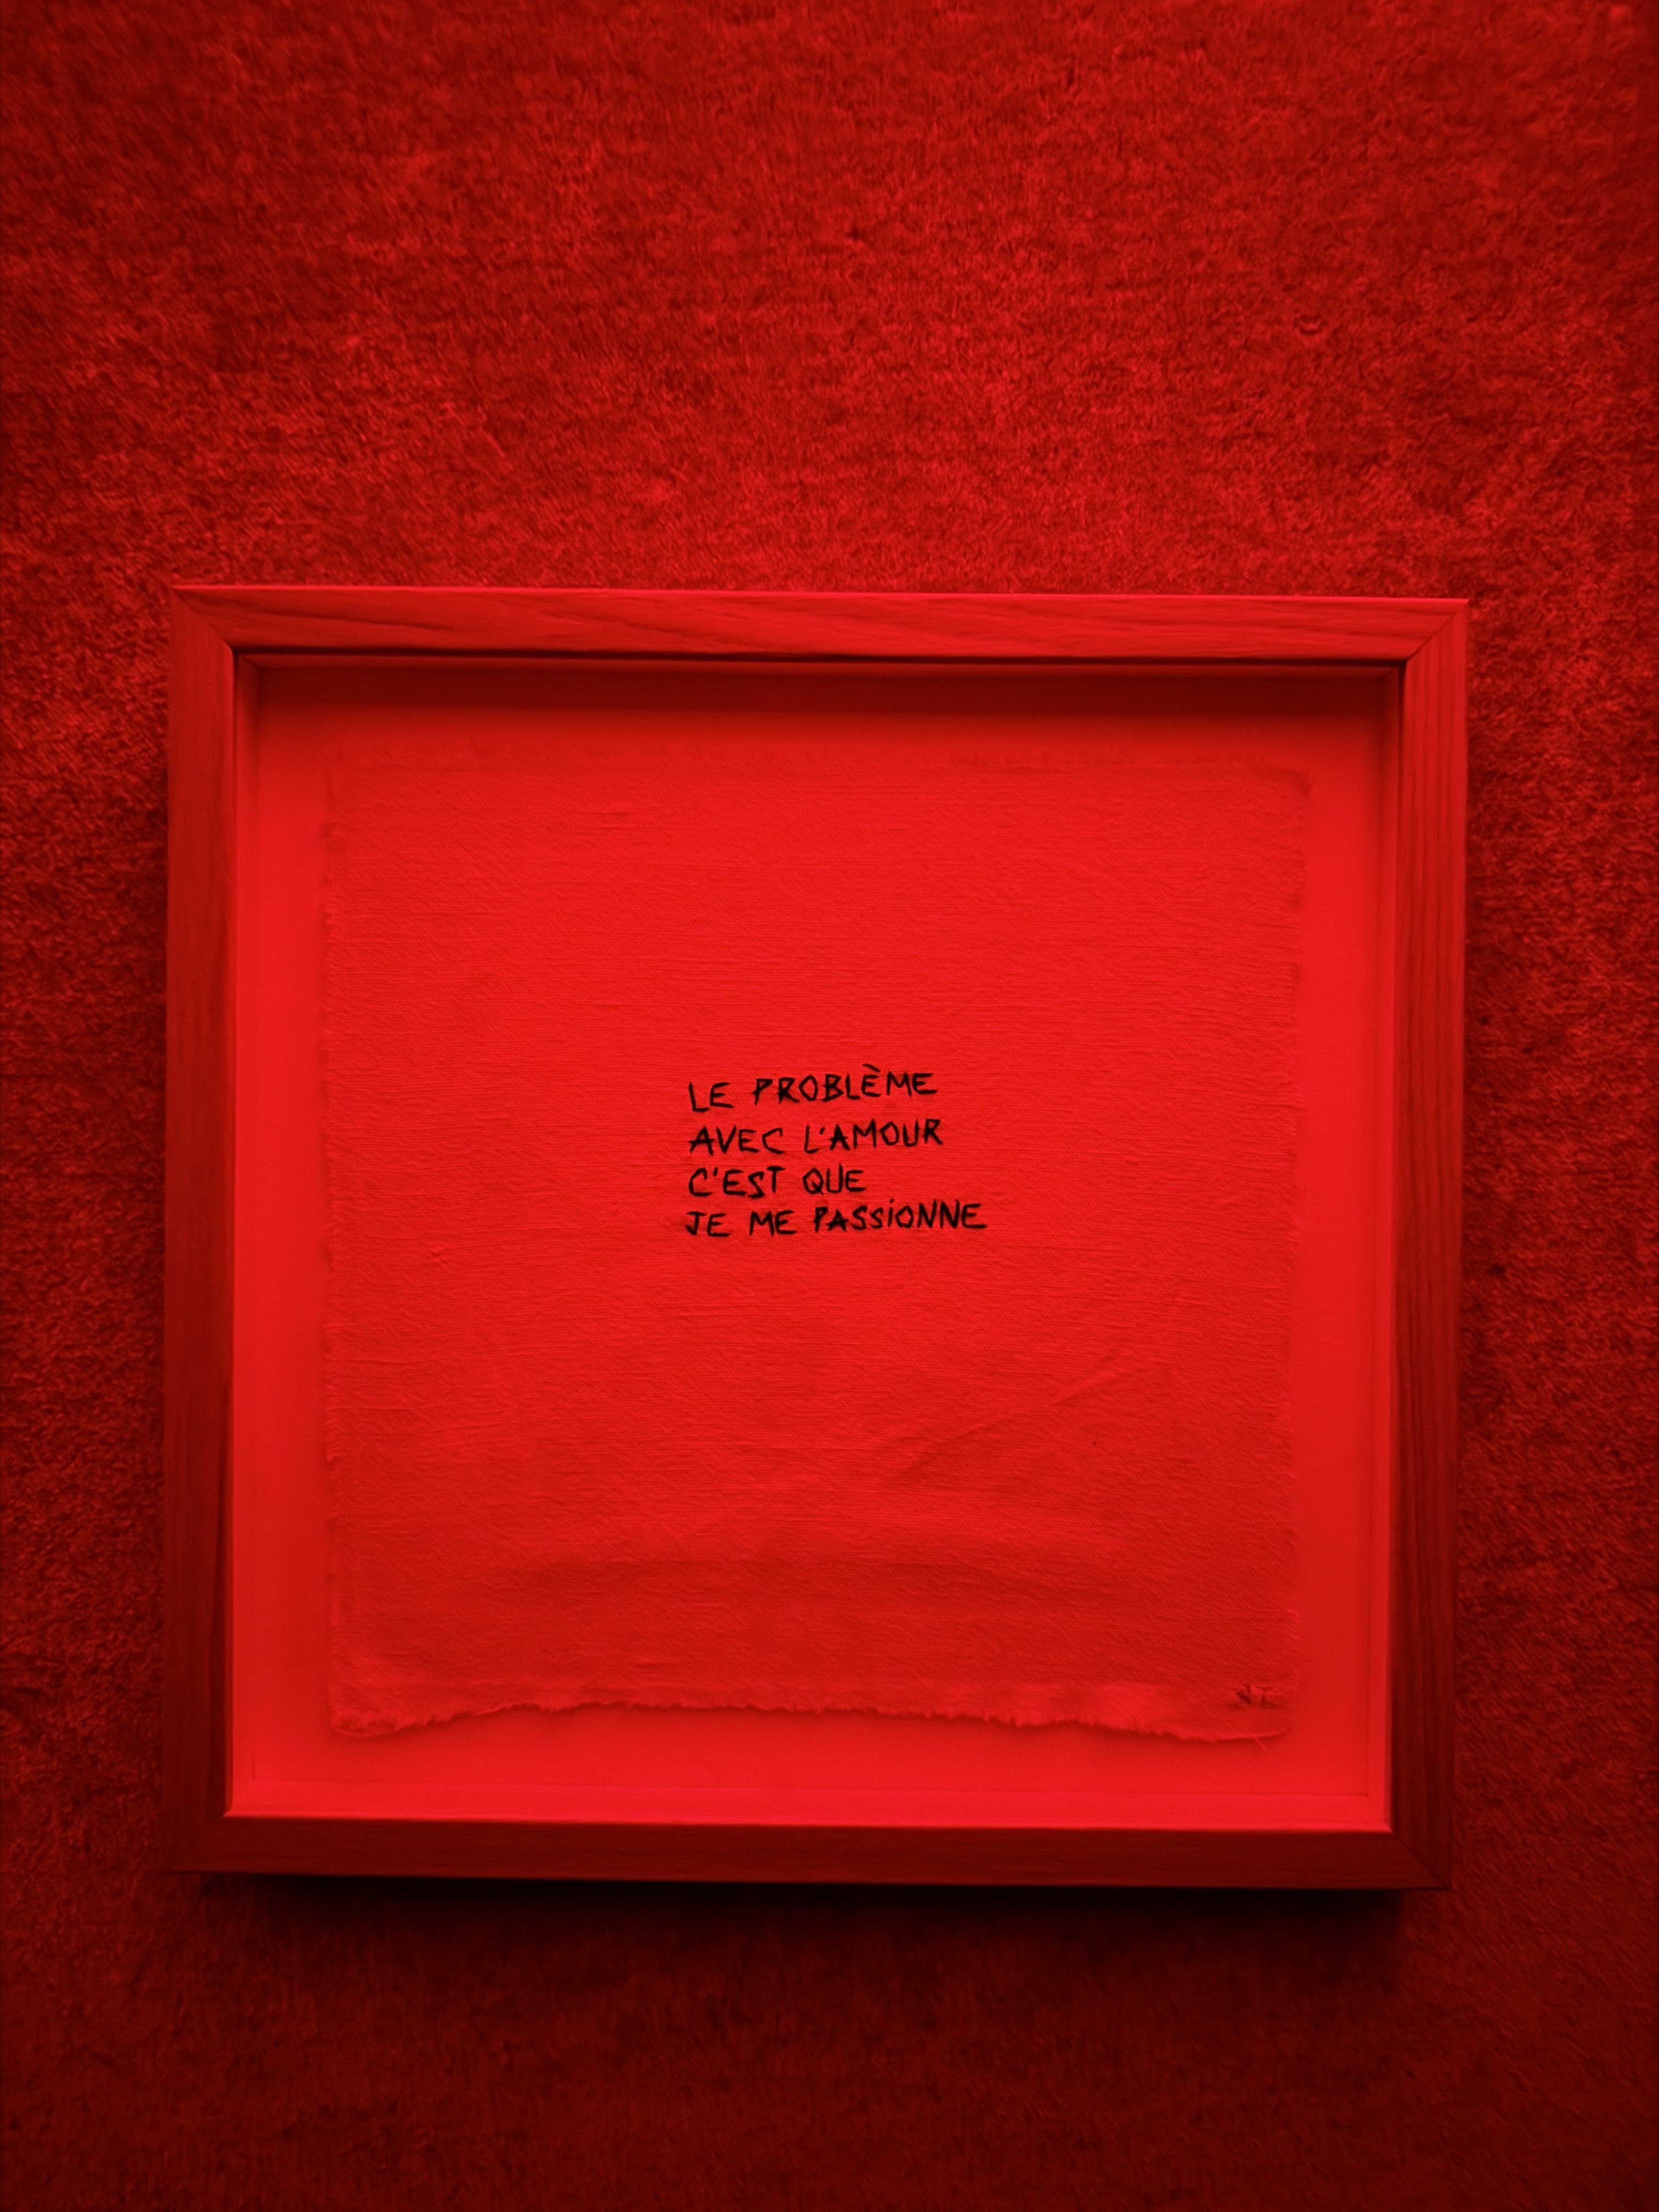 LE PROBLÈME
AVEC L'AMOUR
C'EST QUE
JE ME PASSiONNE